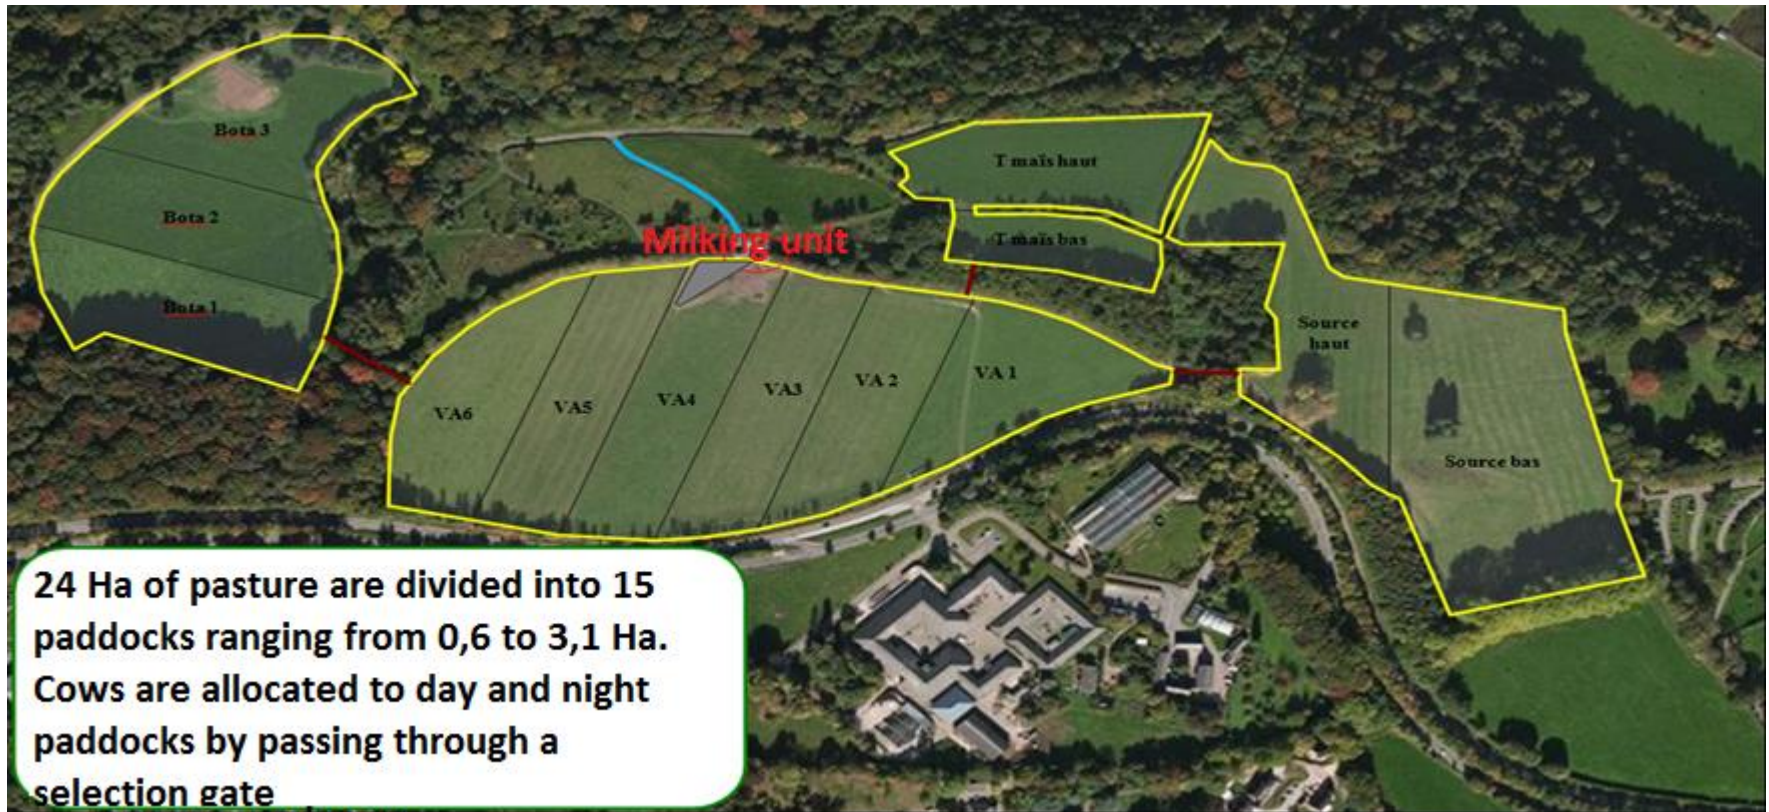 Bota 3
T maïs haut
Bota 2
T maïs bas
Milking unit
Bota 1
Source
haut
VA 1
VA 2
VA3
VA4
VA5
VA6
Source bas
24 Ha of pasture are divided into 15
paddocks ranging from 0,6 to 3,1 Ha.
Cows are allocated to day and night
paddocks by passing through a
selection gate